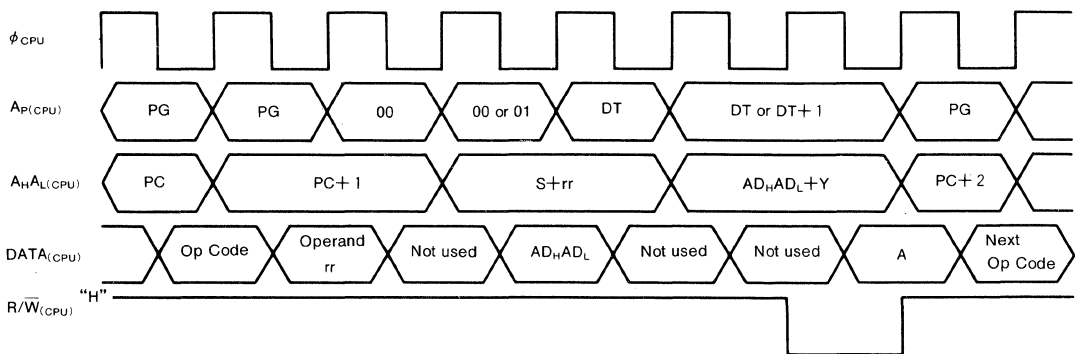 φCPU
AP(CPU) PG PG 00 00 or 01 DT DT or DT+1 PG
AHAL(CPU) PC PC+1 S+rr ADHADL+Y PC+2
DATA(CPU) Op Code Operand rr Not used ADHADL Not used Not used A Next Op Code
R/W̅(CPU) "H"